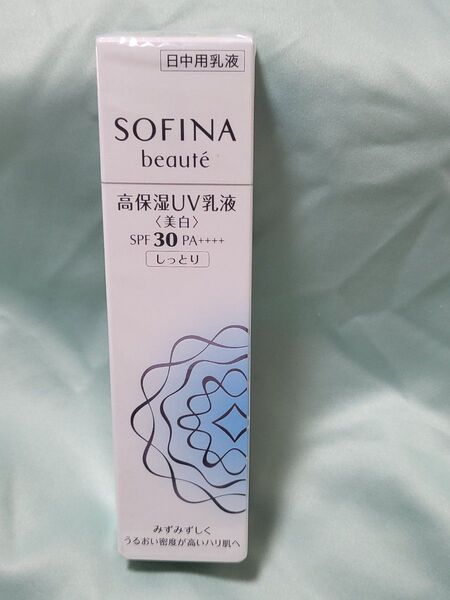 日中用乳液
SOFINA
beauté
高保湿UV乳液
〈美白〉
SPF 30 PA++++
しっとり
みずみずしく
うるおい密度が高いハリ肌へ